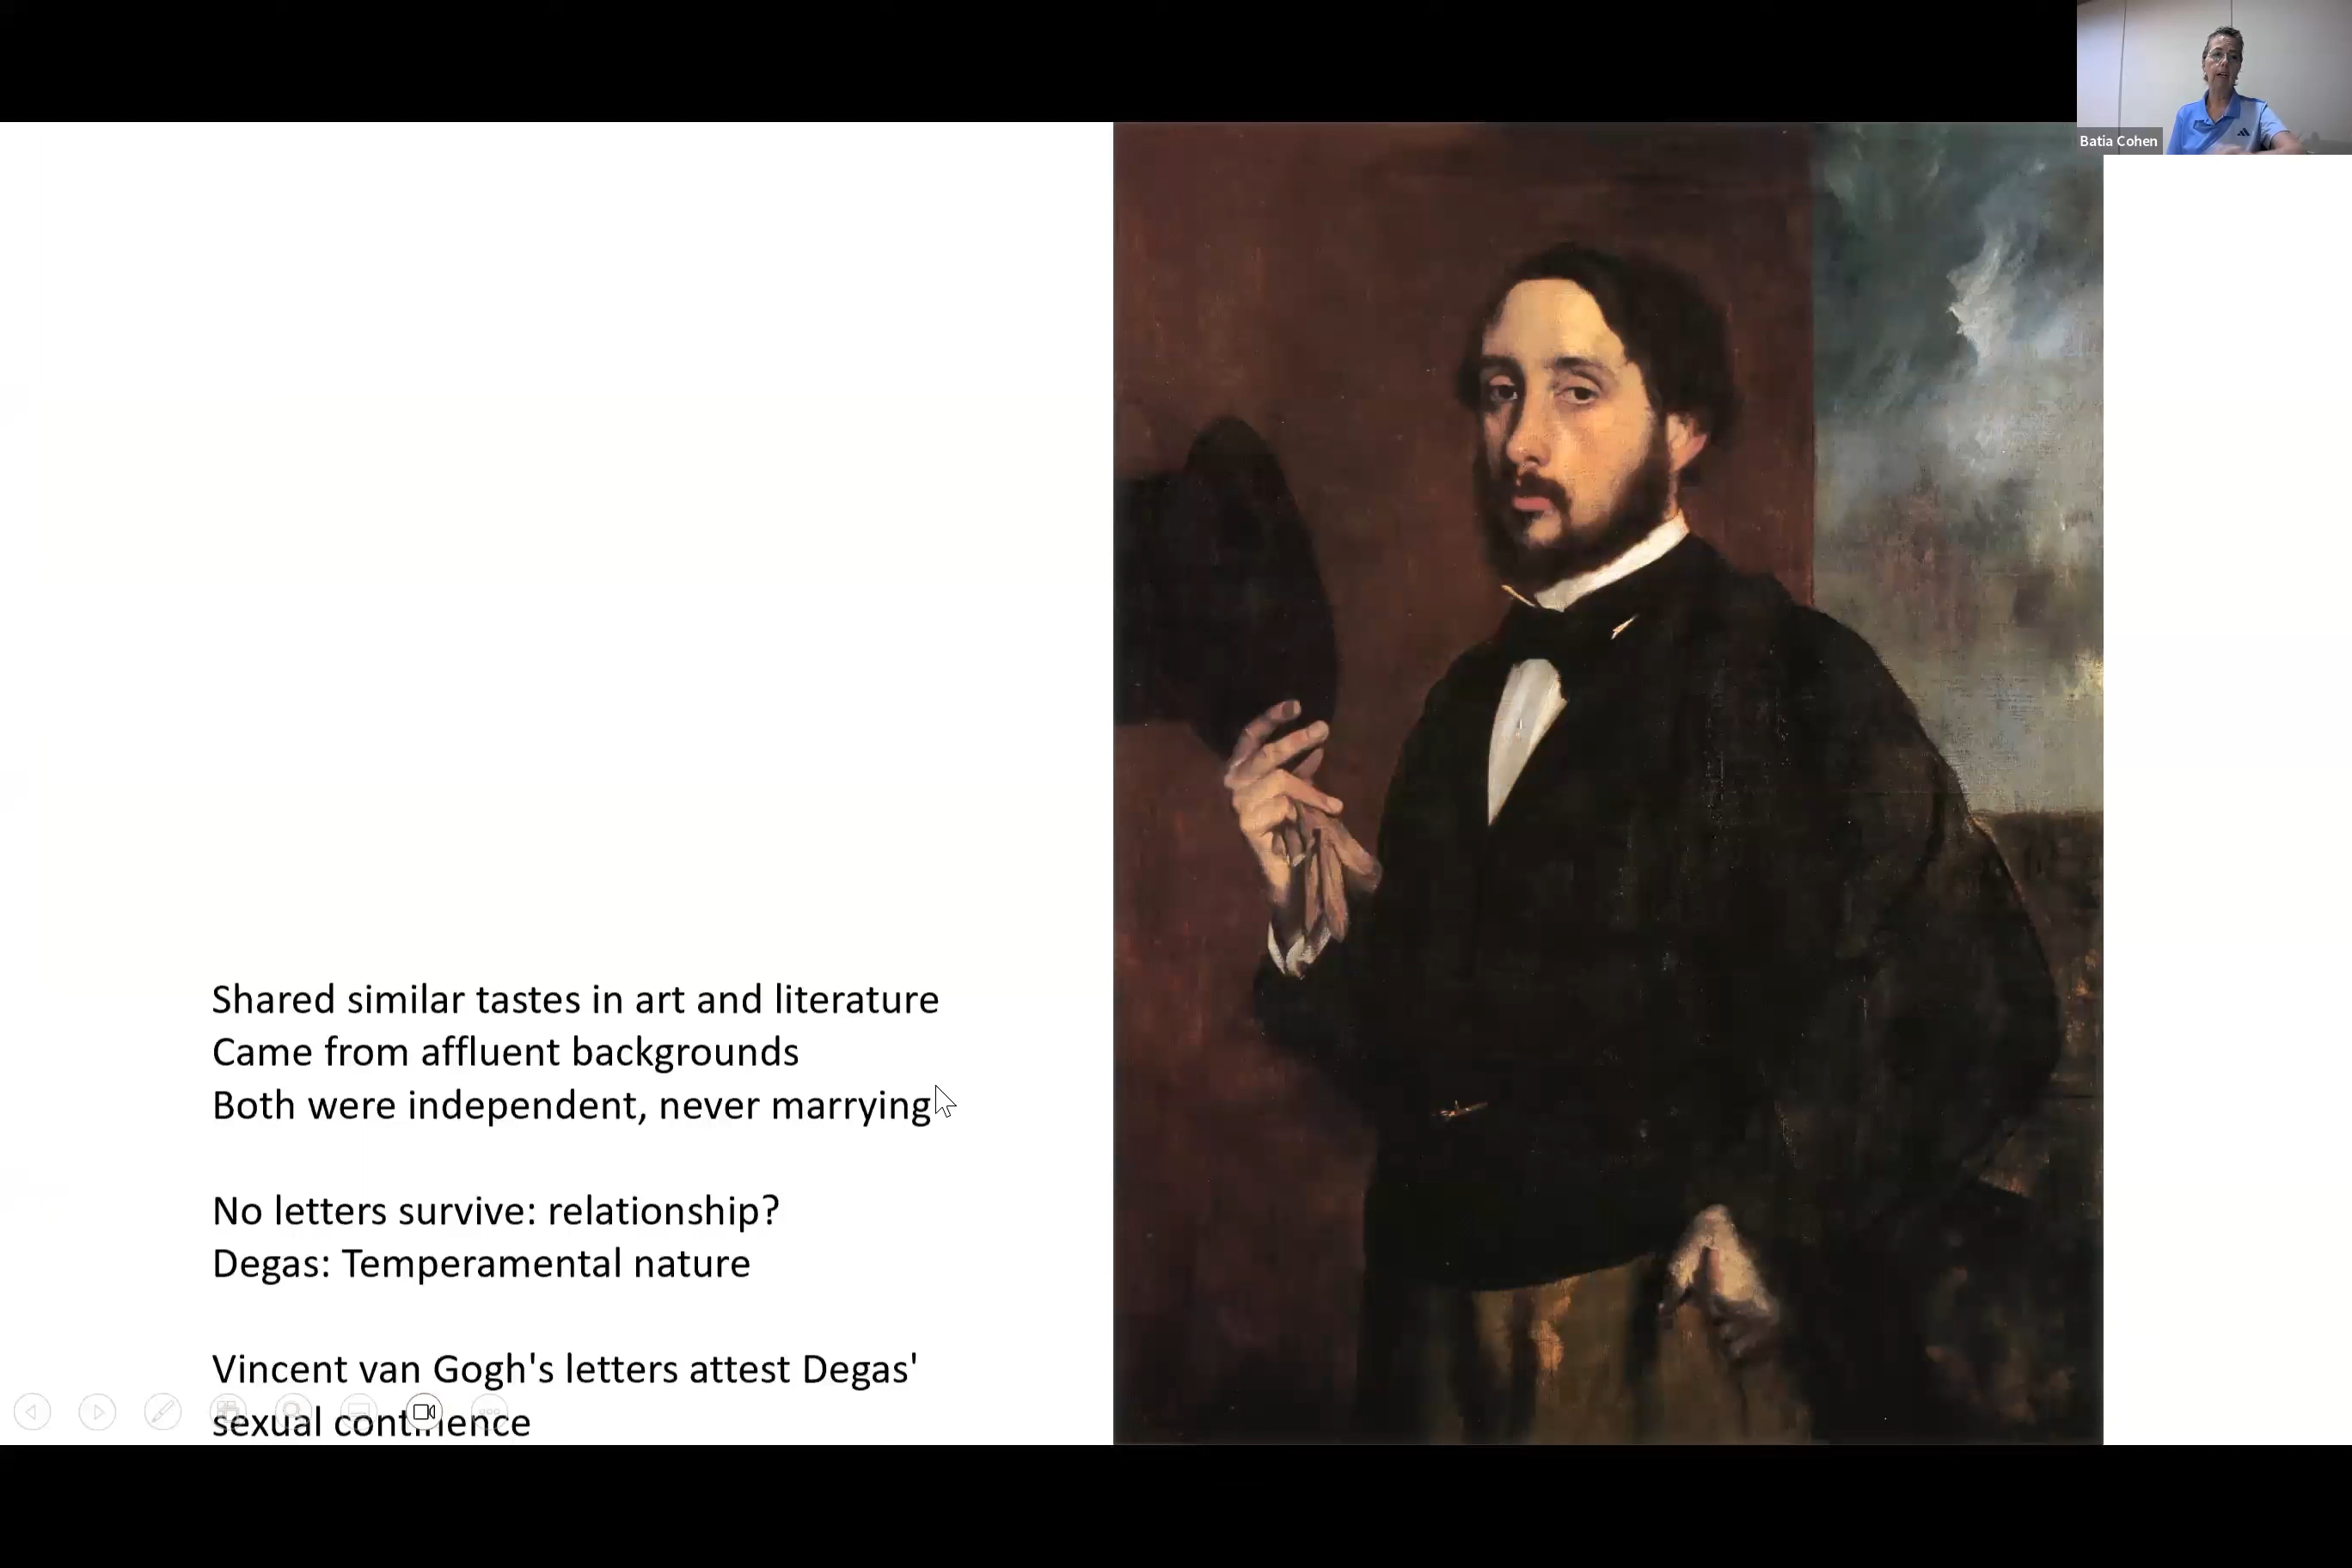 Batia Cohen
Shared similar tastes in art and literature
Came from affluent backgrounds
Both were independent, never marrying
No letters survive: relationship?
Degas: Temperamental nature
Vincent van Gogh's letters attest Degas'
sexual continence